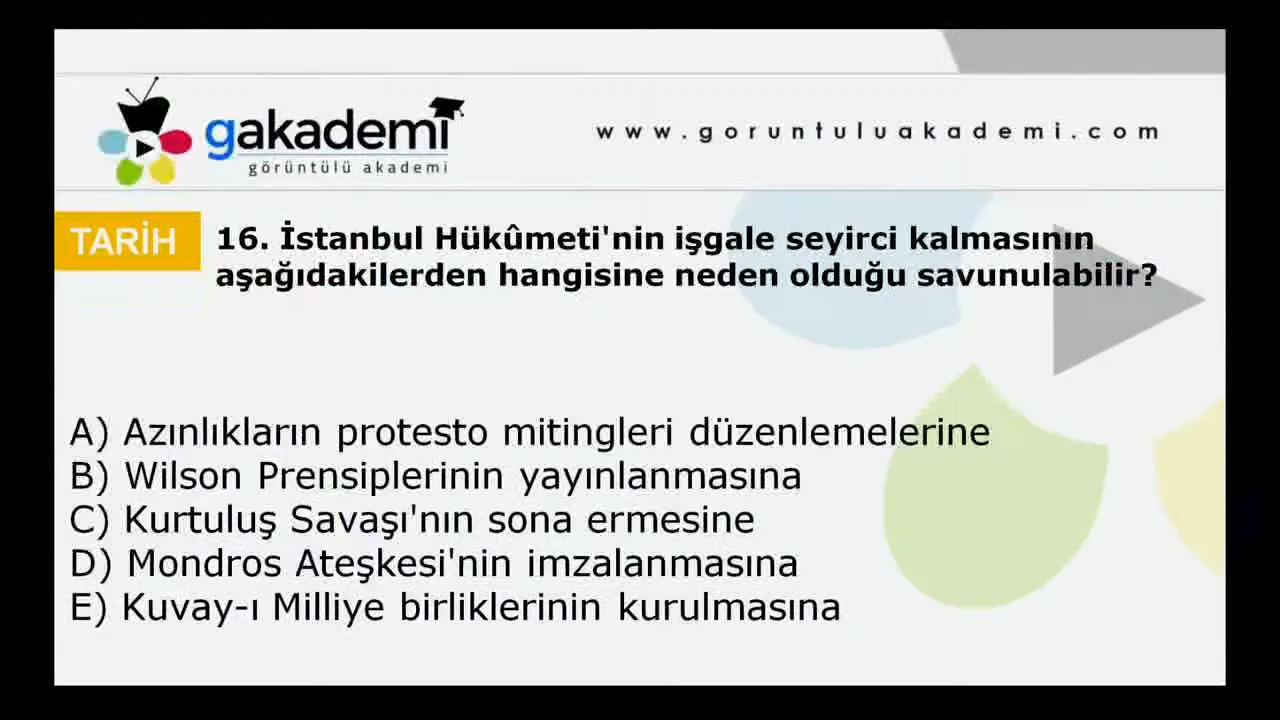 gakademi
görüntülü akademi
www.goruntuluakademi.com
TARİH
16. İstanbul Hükûmeti'nin işgale seyirci kalmasının
aşağıdakilerden hangisine neden olduğu savunulabilir?
A) Azınlıkların protesto mitingleri düzenlemelerine
B) Wilson Prensiplerinin yayınlanmasına
C) Kurtuluş Savaşı'nın sona ermesine
D) Mondros Ateşkesi'nin imzalanmasına
E) Kuvay-ı Milliye birliklerinin kurulmasına